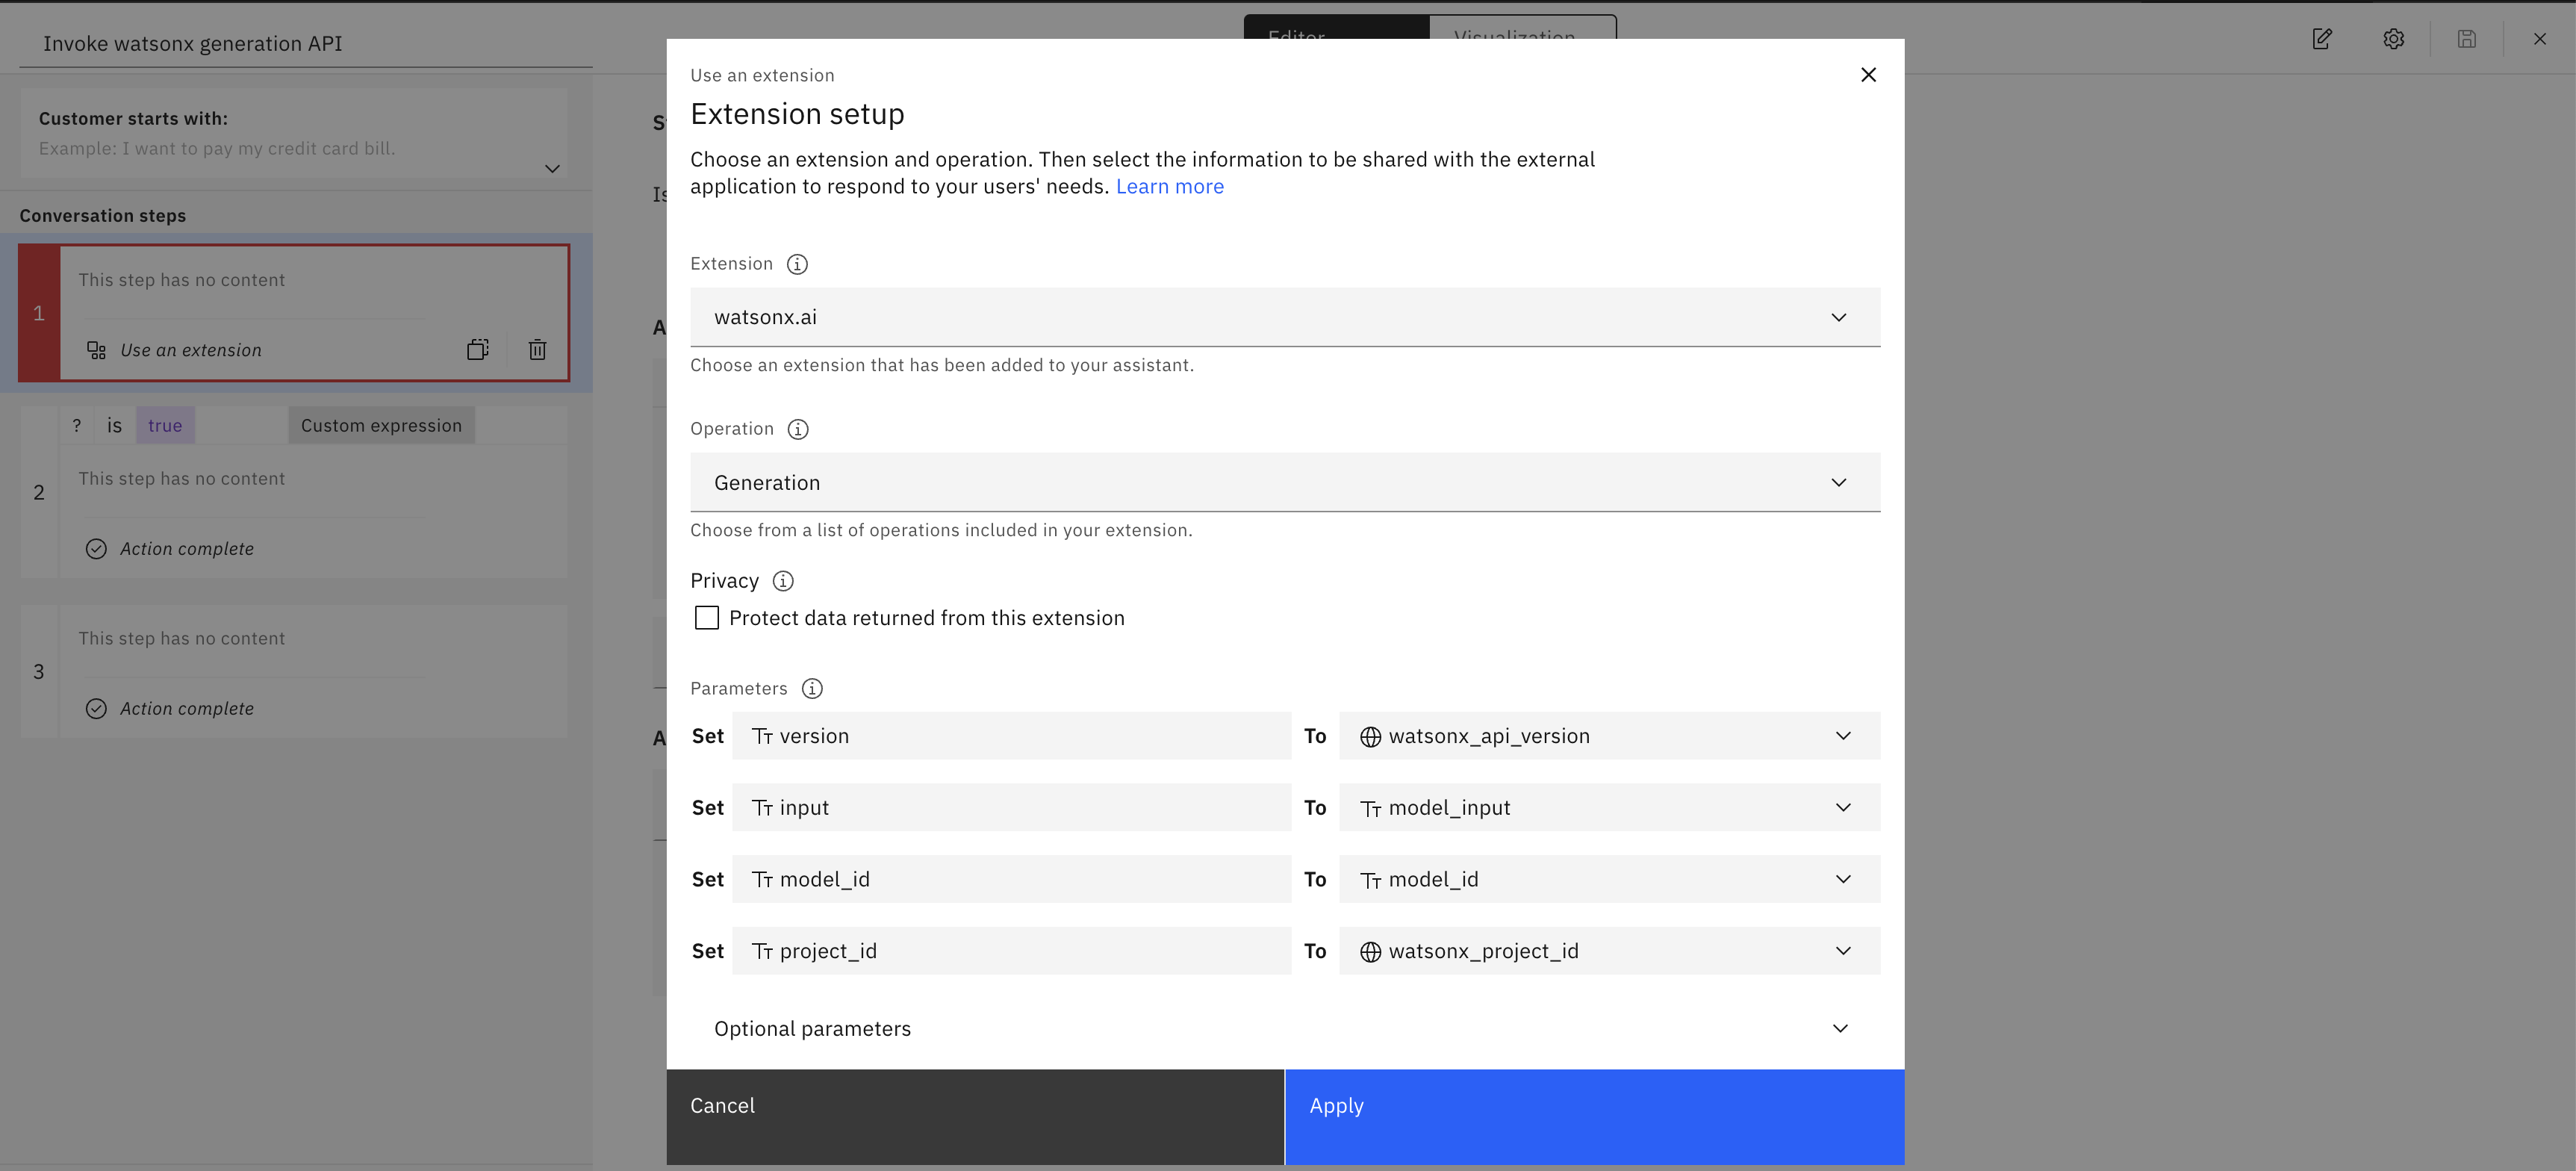 Invoke watsonx generation API
Editor
Visualization
Customer starts with:
Example: I want to pay my credit card bill.
Conversation steps
1
This step has no content
Use an extension
? is true Custom expression
2
This step has no content
Action complete
3
This step has no content
Action complete
Use an extension
Extension setup
Choose an extension and operation. Then select the information to be shared with the external
application to respond to your users' needs. Learn more
Extension
watsonx.ai
Choose an extension that has been added to your assistant.
Operation
Generation
Choose from a list of operations included in your extension.
Privacy
Protect data returned from this extension
Parameters
Set version To watsonx_api_version
Set input To model_input
Set model_id To model_id
Set project_id To watsonx_project_id
Optional parameters
Cancel
Apply